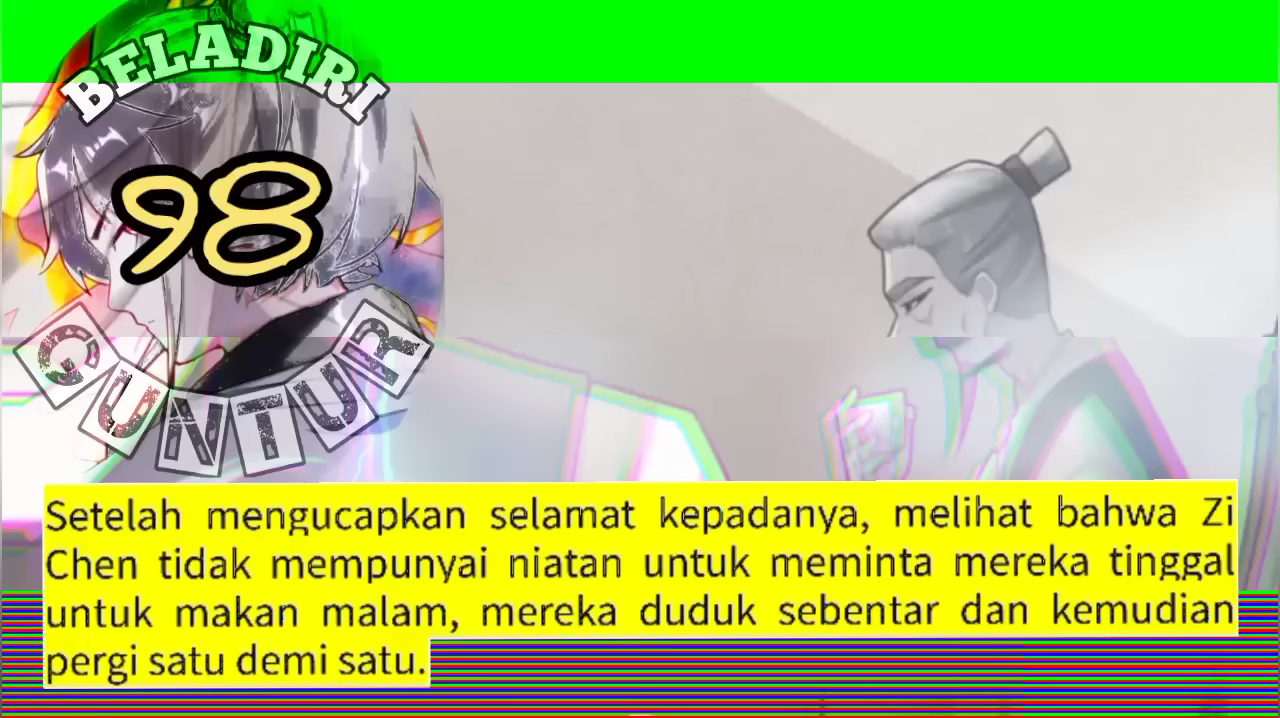 BELADIRI
98
GUNTUR
Setelah mengucapkan selamat kepadanya, melihat bahwa Zi
Chen tidak mempunyai niatan untuk meminta mereka tinggal
untuk makan malam, mereka duduk sebentar dan kemudian
pergi satu demi satu.